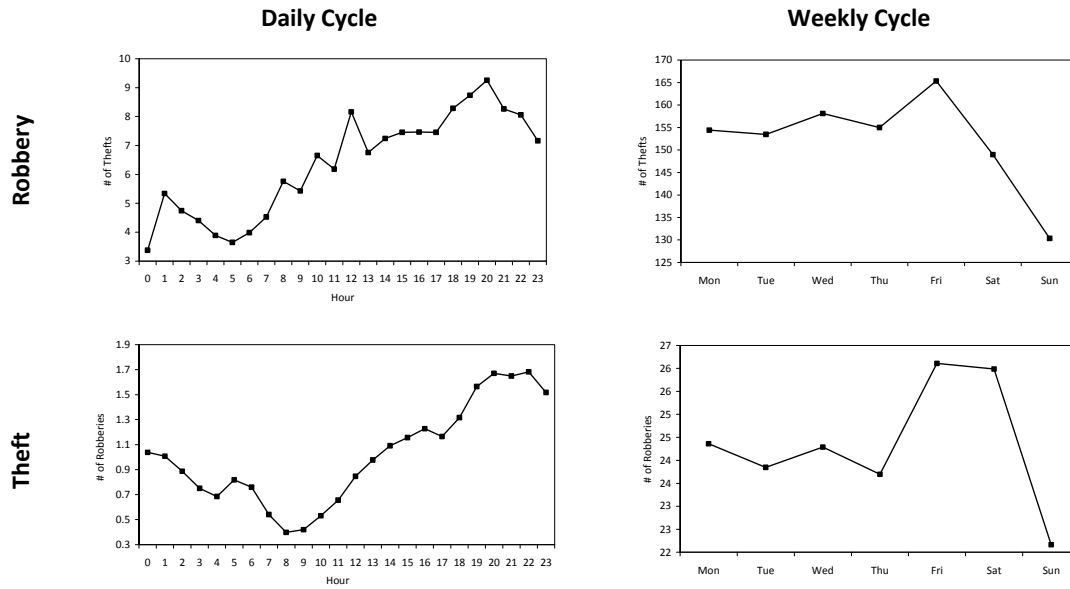 Daily Cycle
Weekly Cycle
Robbery
# of Thefts
10
9
8
7
6
5
4
3
0 1 2 3 4 5 6 7 8 9 10 11 12 13 14 15 16 17 18 19 20 21 22 23
Hour
# of Thefts
170
165
160
155
150
145
140
135
130
125
Mon Tue Wed Thu Fri Sat Sun
Theft
# of Robberies
1.9
1.7
1.5
1.3
1.1
0.9
0.7
0.5
0.3
0 1 2 3 4 5 6 7 8 9 10 11 12 13 14 15 16 17 18 19 20 21 22 23
Hour
# of Robberies
27
26
26
25
25
24
24
23
23
22
22
Mon Tue Wed Thu Fri Sat Sun